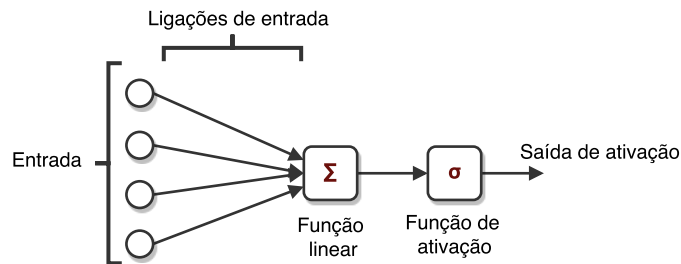 Ligações de entrada
Entrada
Σ
σ
Saída de ativação
Função
linear
Função de
ativação